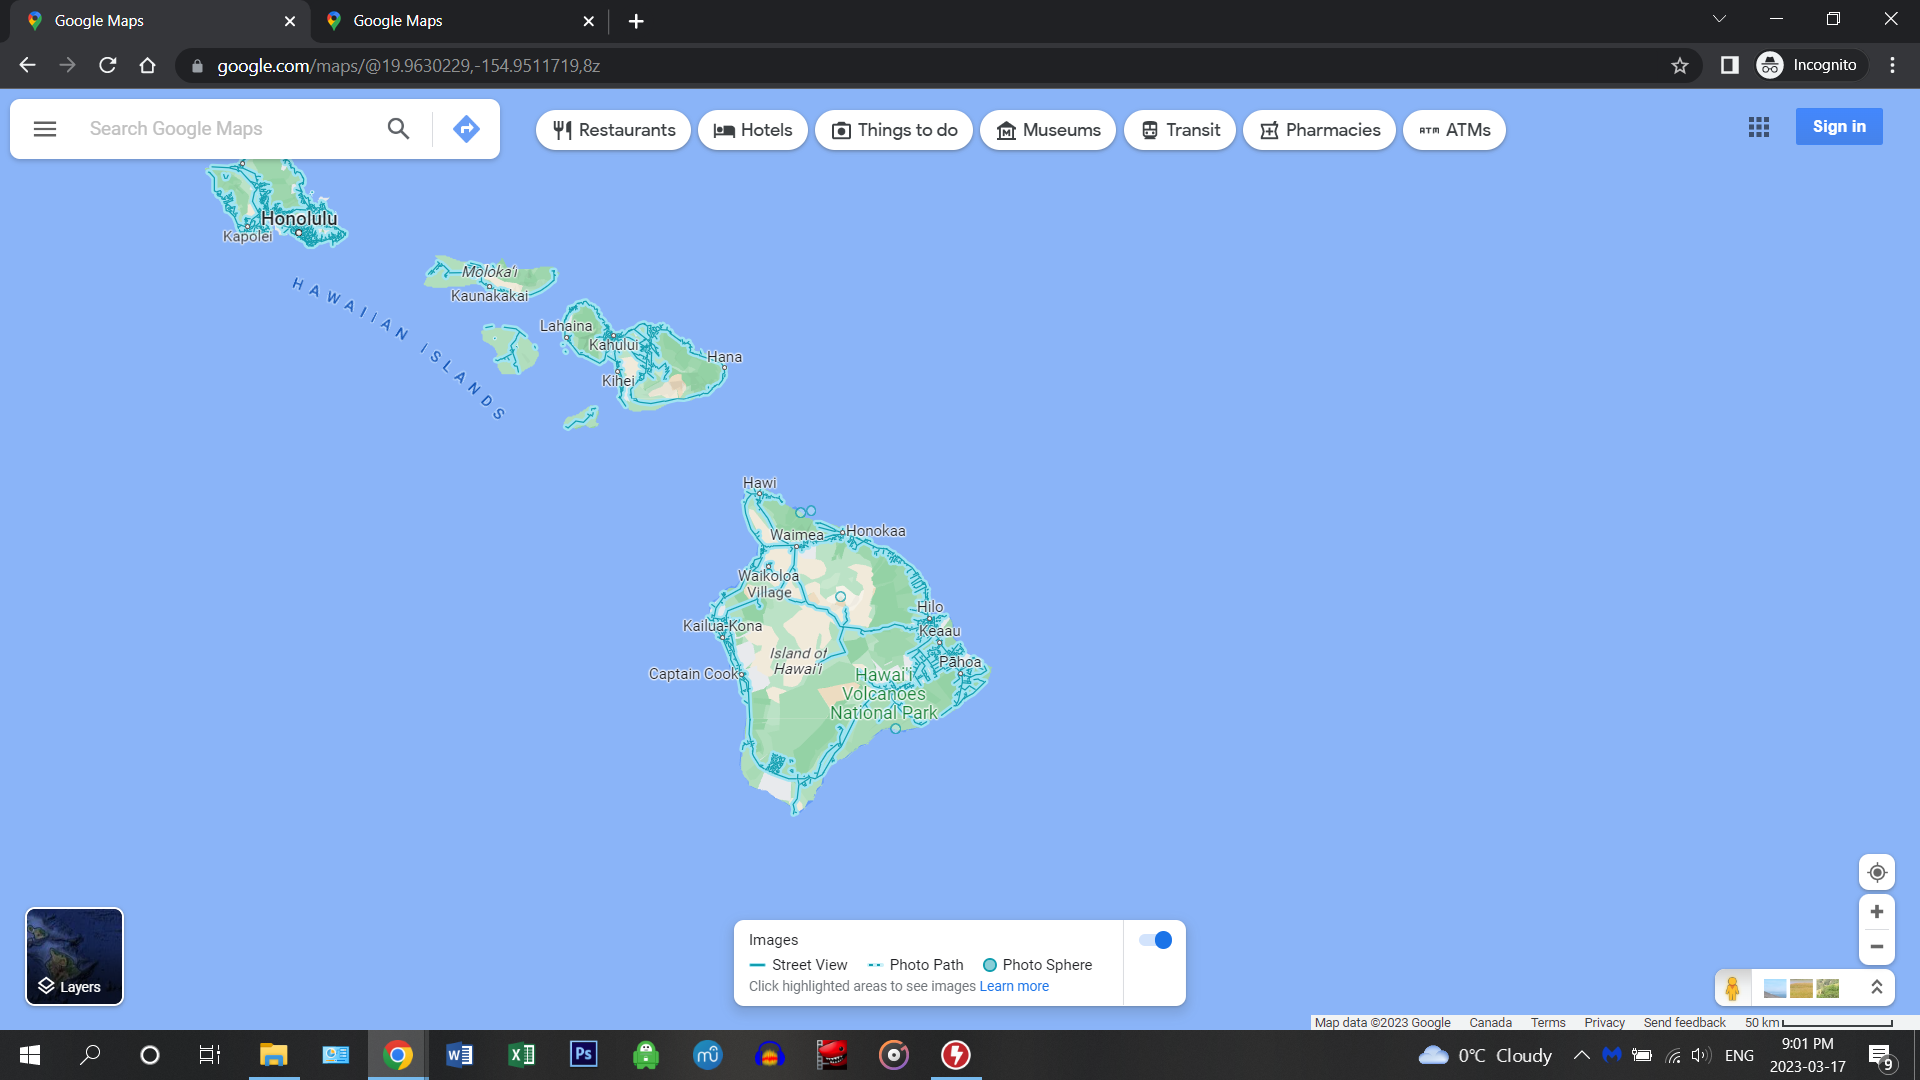 Google Maps
Google Maps
google.com/maps/@19.9630229,-154.9511719,8z
Incognito
Search Google Maps
Restaurants
Hotels
Things to do
Museums
Transit
Pharmacies
ATM ATMs
Sign in
Honolulu
Kapolei
HAWAIIAN ISLANDS
Moloka'i
Kaunakakai
Lahaina
Kahului
Hana
Kihei
Hawi
Waimea
Honokaa
Waikoloa
Village
Hilo
Kailua-Kona
Keaau
Island of
Hawai'i
Pāhoa
Captain Cook
Hawai'i
Volcanoes
National Park
Layers
Images
Street View
Photo Path
Photo Sphere
Click highlighted areas to see images Learn more
Map data ©2023 Google Canada Terms Privacy Send feedback 50 km
W
X
Ps
mu
0°C Cloudy
ENG
9:01 PM
2023-03-17
9